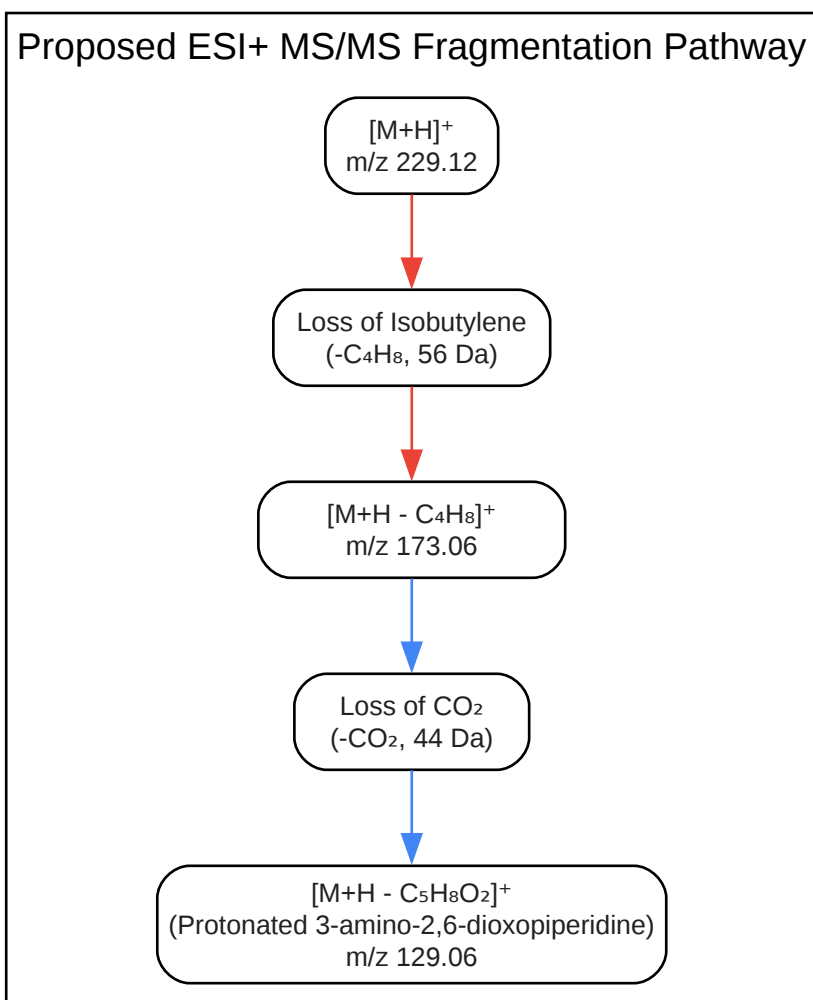 Proposed ESI+ MS/MS Fragmentation Pathway
[M+H]⁺
m/z 229.12
Loss of Isobutylene
(-C₄H₈, 56 Da)
[M+H - C₄H₈]⁺
m/z 173.06
Loss of CO₂
(-CO₂, 44 Da)
[M+H - C₅H₈O₂]⁺
(Protonated 3-amino-2,6-dioxopiperidine)
m/z 129.06